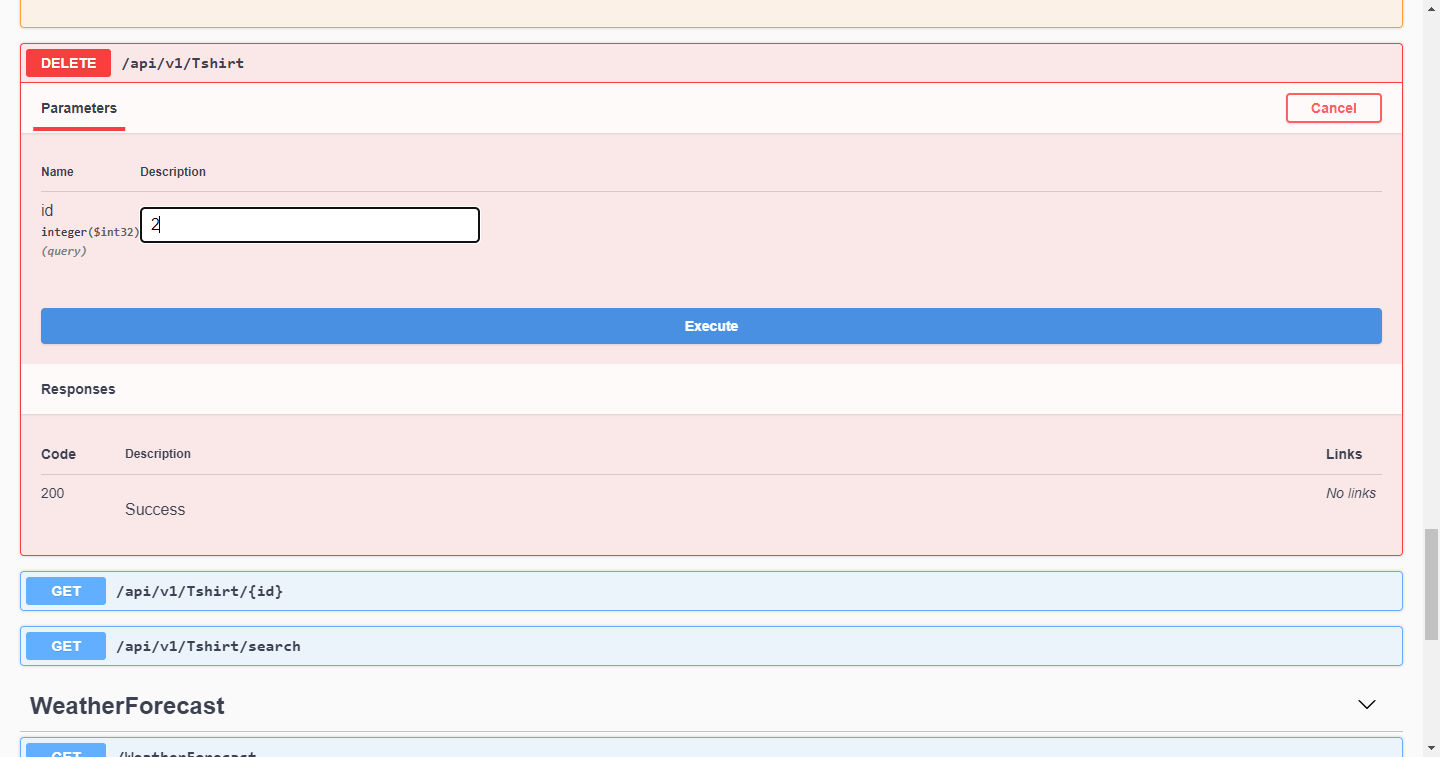 DELETE /api/v1/Tshirt
Parameters
Cancel
Name Description
id
integer($int32)
(query)
2
Execute
Responses
Code Description Links
200
Success
No links
GET /api/v1/Tshirt/{id}
GET /api/v1/Tshirt/search
WeatherForecast
GET /WeatherForecast